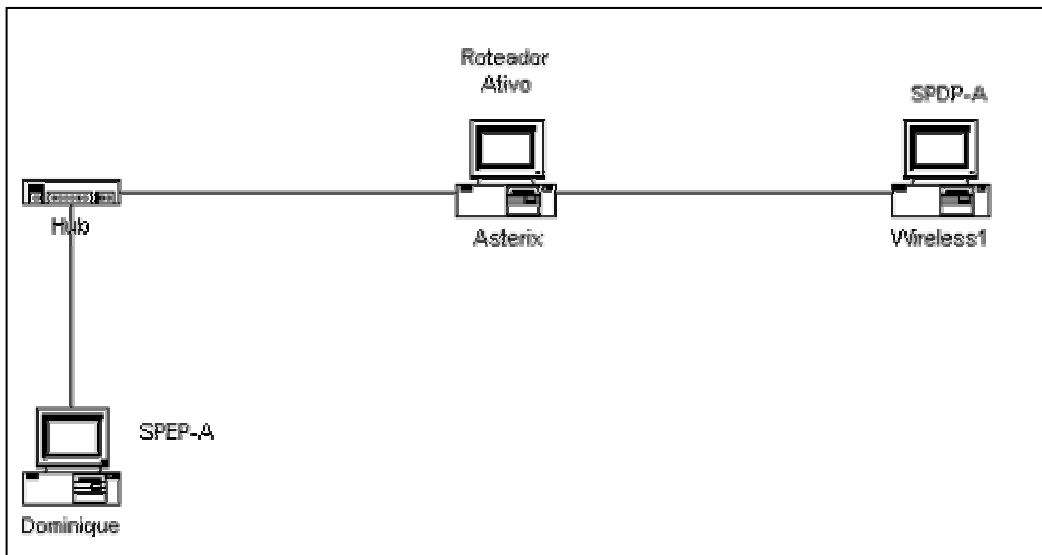 Roteador
Ativo
SPDP-A
Hub
Asterix
Wireless1
SPEP-A
Dominique